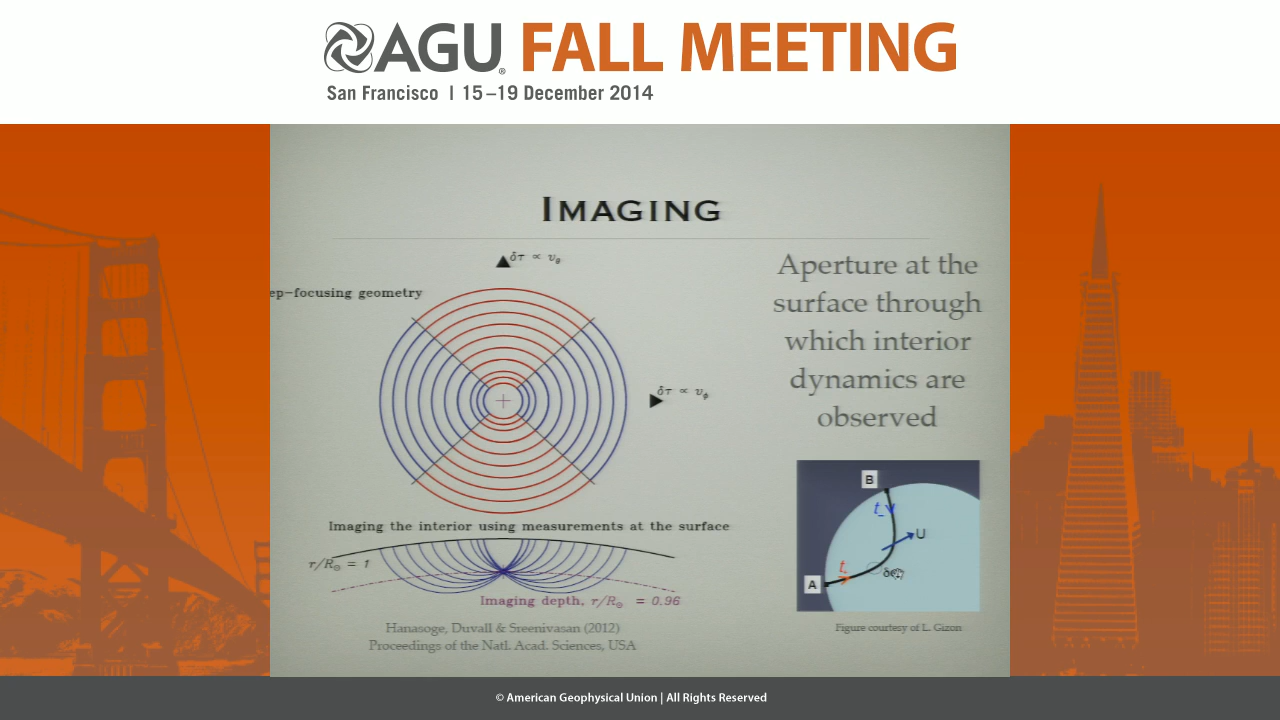 AGU FALL MEETING
San Francisco | 15–19 December 2014
IMAGING
δτ ∝ v_θ
ep-focusing geometry
δτ ∝ v_φ
Imaging the interior using measurements at the surface
r/R⊙ = 1
Imaging depth, r/R⊙ = 0.96
Hanasoge, Duvall & Sreenivasan (2012)
Proceedings of the Natl. Acad. Sciences, USA
Aperture at the
surface through
which interior
dynamics are
observed
B
U
A
Figure courtesy of L. Gizon
© American Geophysical Union | All Rights Reserved